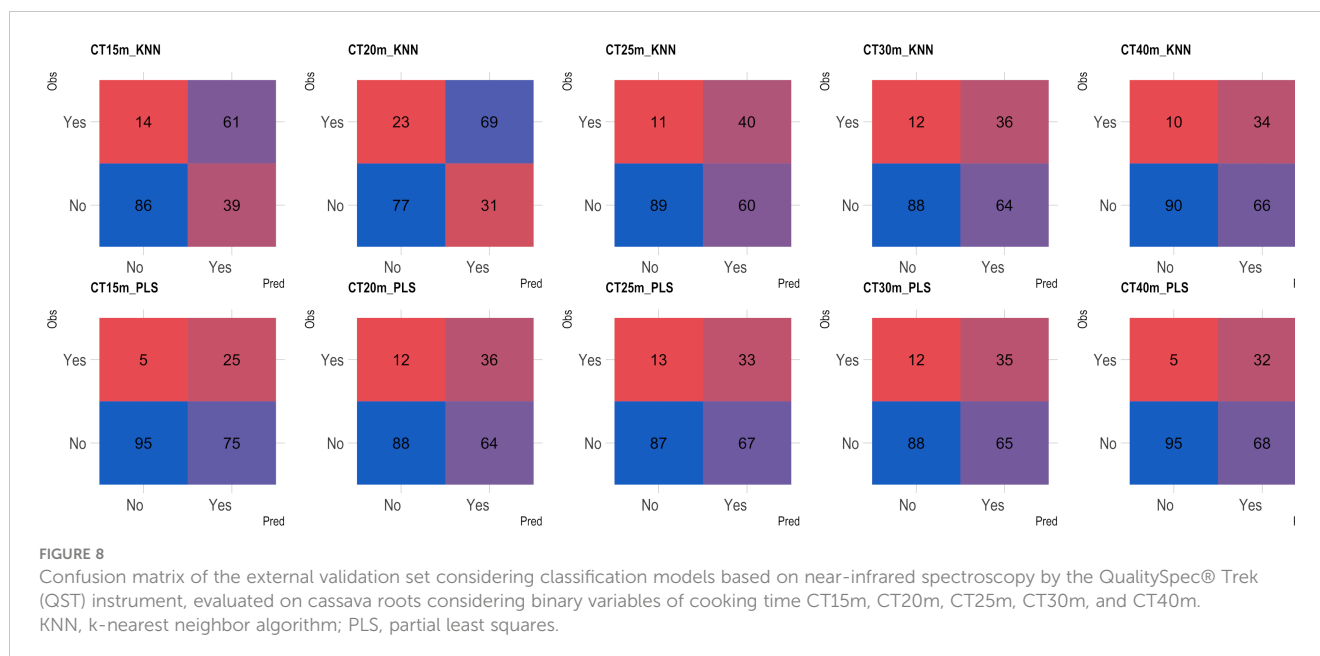 CT15m_KNN CT20m_KNN CT25m_KNN CT30m_KNN CT40m_KNN
Obs Obs Obs Obs Obs
Yes 14 61 Yes 23 69 Yes 11 40 Yes 12 36 Yes 10 34
No 86 39 No 77 31 No 89 60 No 88 64 No 90 66
No Yes No Yes No Yes No Yes No Yes
Pred Pred Pred Pred
CT15m_PLS CT20m_PLS CT25m_PLS CT30m_PLS CT40m_PLS
Obs Obs Obs Obs Obs
Yes 5 25 Yes 12 36 Yes 13 33 Yes 12 35 Yes 5 32
No 95 75 No 88 64 No 87 67 No 88 65 No 95 68
No Yes No Yes No Yes No Yes No Yes
Pred Pred Pred Pred
FIGURE 8
Confusion matrix of the external validation set considering classification models based on near-infrared spectroscopy by the QualitySpec® Trek
(QST) instrument, evaluated on cassava roots considering binary variables of cooking time CT15m, CT20m, CT25m, CT30m, and CT40m.
KNN, k-nearest neighbor algorithm; PLS, partial least squares.